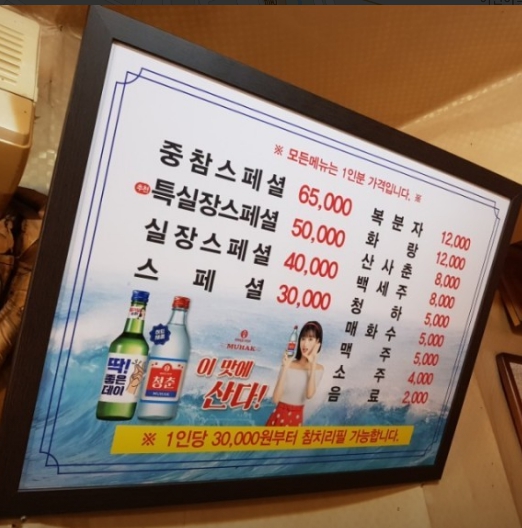 ※ 모든메뉴는 1인분 가격입니다. ※
중참스페셜 65,000
추천 특실장스페셜 50,000
실장스페셜 40,000
스페셜 30,000
복분자 12,000
화랑 12,000
산사춘 8,000
백세주 8,000
청하 5,000
매화수 5,000
맥주 5,000
소주 4,000
음료 2,000
딱!
좋은
데이
청춘
MUHAK
이 맛에
산다!
※ 1인당 30,000원부터 참치리필 가능합니다.